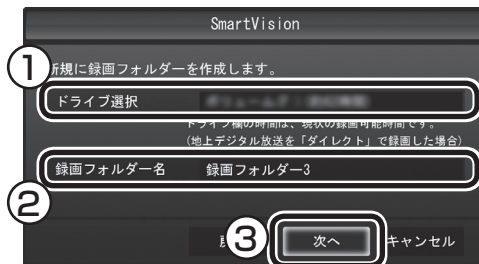 SmartVision
①
新規に録画フォルダーを作成します。
ドライブ選択
ドライブ欄の時間は、現状の録画可能時間です。
(地上デジタル放送を「ダイレクト」で録画した場合)
録画フォルダー名 録画フォルダー3
②
③ 次へ キャンセル